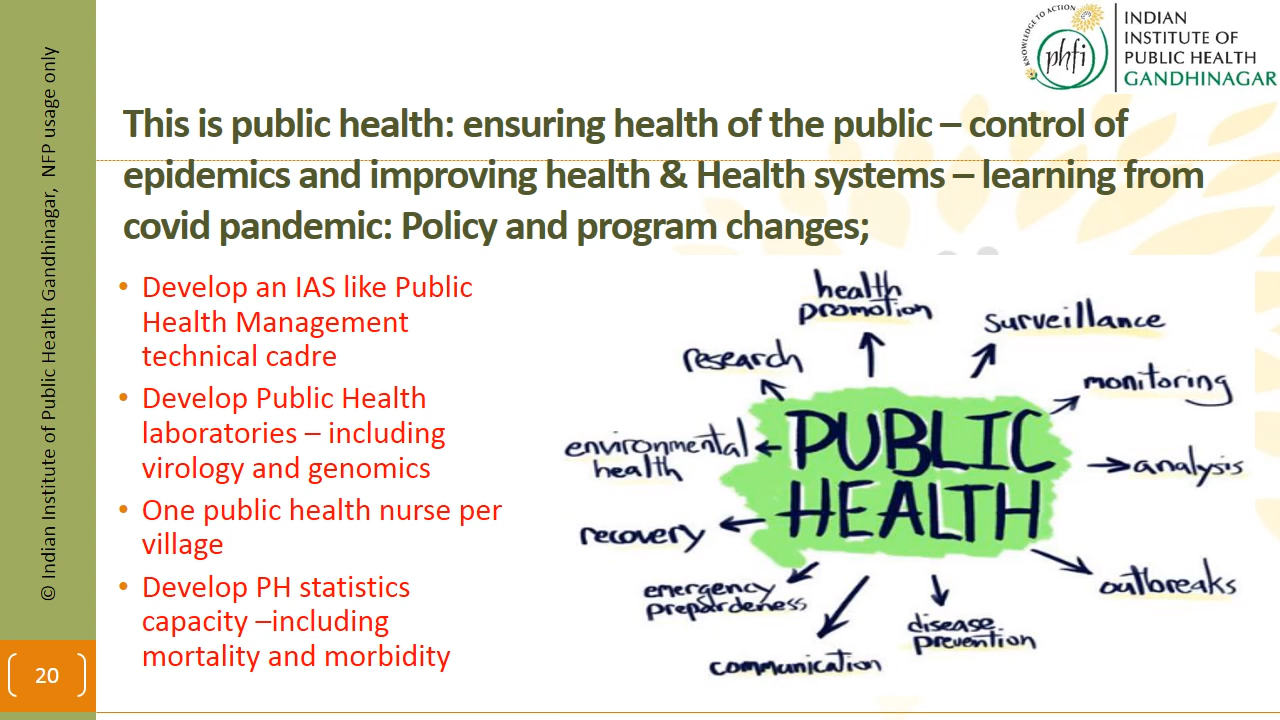 KNOWLEDGE TO ACTION
phfi
INDIAN
INSTITUTE OF
PUBLIC HEALTH
GANDHINAGAR
© Indian Institute of Public Health Gandhinagar, NFP usage only
This is public health: ensuring health of the public – control of
epidemics and improving health & Health systems – learning from
covid pandemic: Policy and program changes;
• Develop an IAS like Public
Health Management
technical cadre
• Develop Public Health
laboratories – including
virology and genomics
• One public health nurse per
village
• Develop PH statistics
capacity –including
mortality and morbidity
health
promotion
surveillance
research
monitoring
PUBLIC
HEALTH
environmental
health
analysis
recovery
outbreaks
emergency
prepardeness
disease
prevention
communication
20